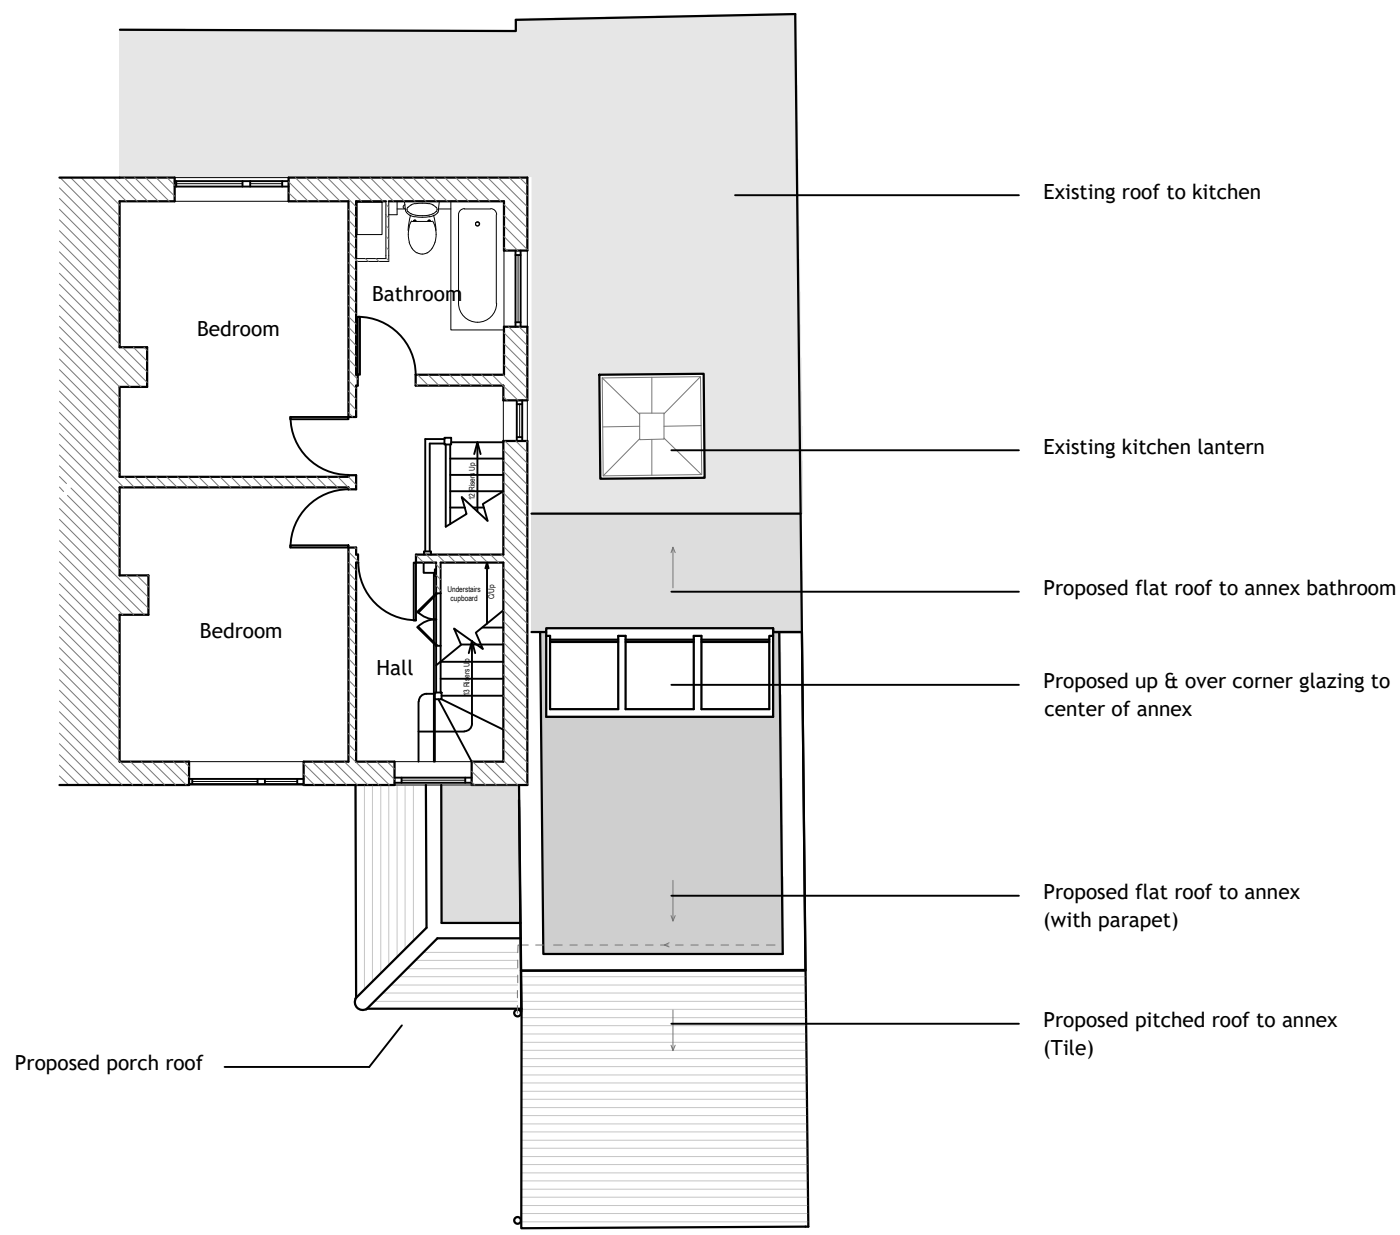 Existing roof to kitchen
Bathroom
Bedroom
Existing kitchen lantern
12 Risers Up
Proposed flat roof to annex bathroom
Understairs
cupboard
C/Up
Bedroom
Hall
13 Risers Up
Proposed up & over corner glazing to
center of annex
Proposed flat roof to annex
(with parapet)
Proposed pitched roof to annex
(Tile)
Proposed porch roof